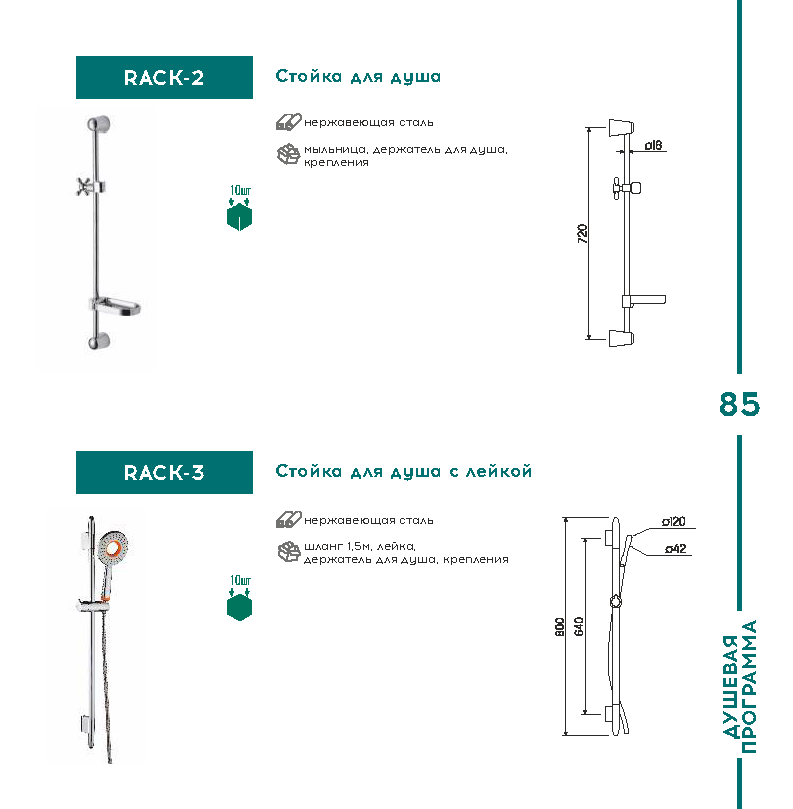 RACK-2
Стойка для душа
нержавеющая сталь
мыльница, держатель для душа,
крепления
10шт
720
ø18
85
RACK-3
Стойка для душа с лейкой
нержавеющая сталь
шланг 1,5м, лейка,
держатель для душа, крепления
10шт
800
640
ø120
ø42
ДУШЕВАЯ
ПРОГРАММА